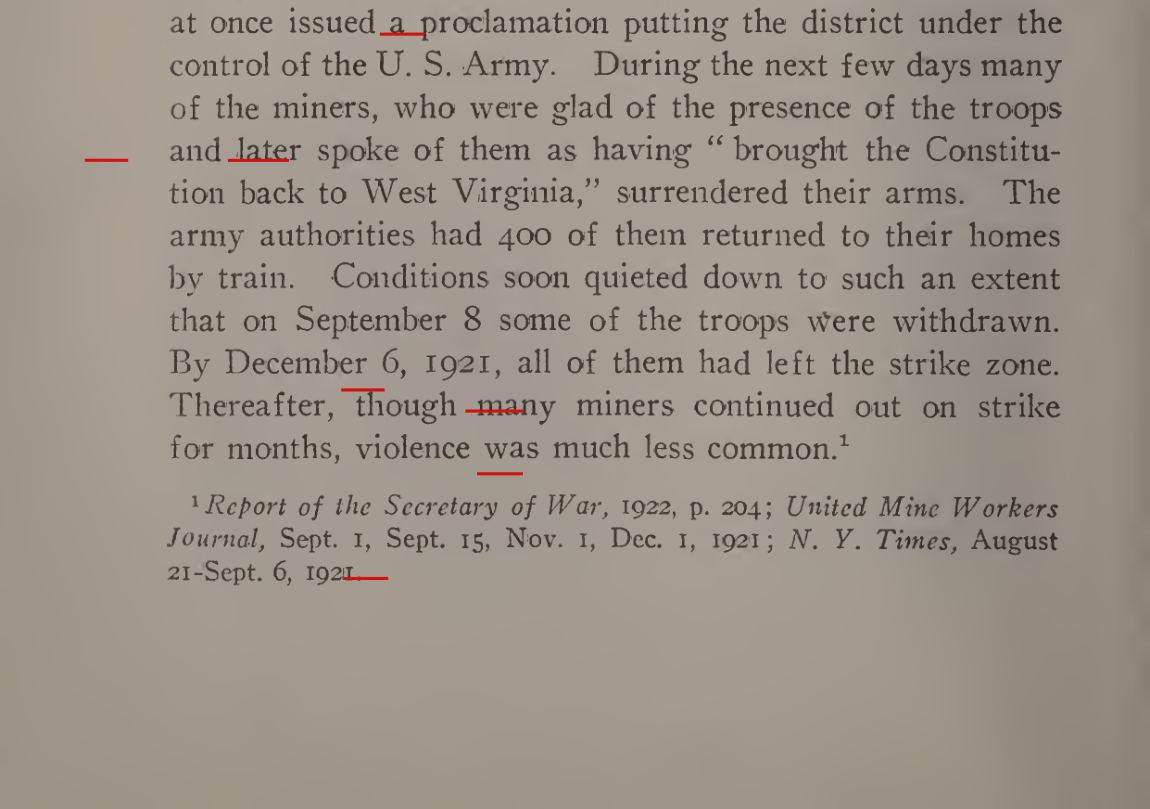 at once issued a proclamation putting the district under the
control of the U. S. Army. During the next few days many
of the miners, who were glad of the presence of the troops
and later spoke of them as having “ brought the Constitu-
tion back to West Virginia,” surrendered their arms. The
army authorities had 400 of them returned to their homes
by train. Conditions soon quieted down to such an extent
that on September 8 some of the troops were withdrawn.
By December 6, 1921, all of them had left the strike zone.
Thereafter, though many miners continued out on strike
for months, violence was much less common.¹
¹ Report of the Secretary of War, 1922, p. 204; United Mine Workers
Journal, Sept. 1, Sept. 15, Nov. 1, Dec. 1, 1921; N. Y. Times, August
21-Sept. 6, 1921.